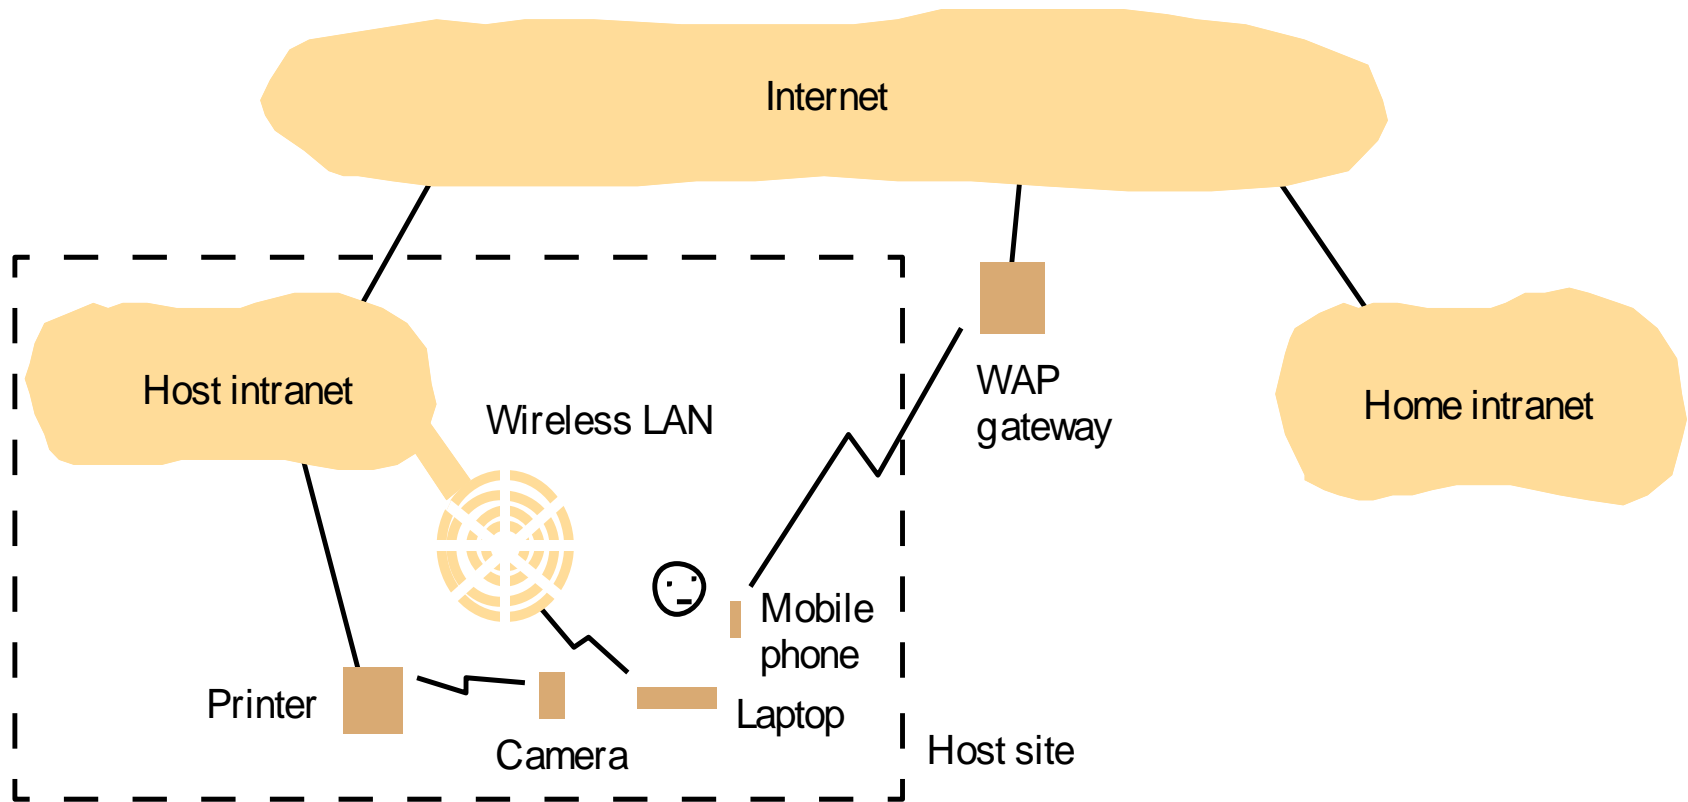 Internet
Host intranet
Wireless LAN
WAP
gateway
Home intranet
Mobile
phone
Printer
Laptop
Camera
Host site